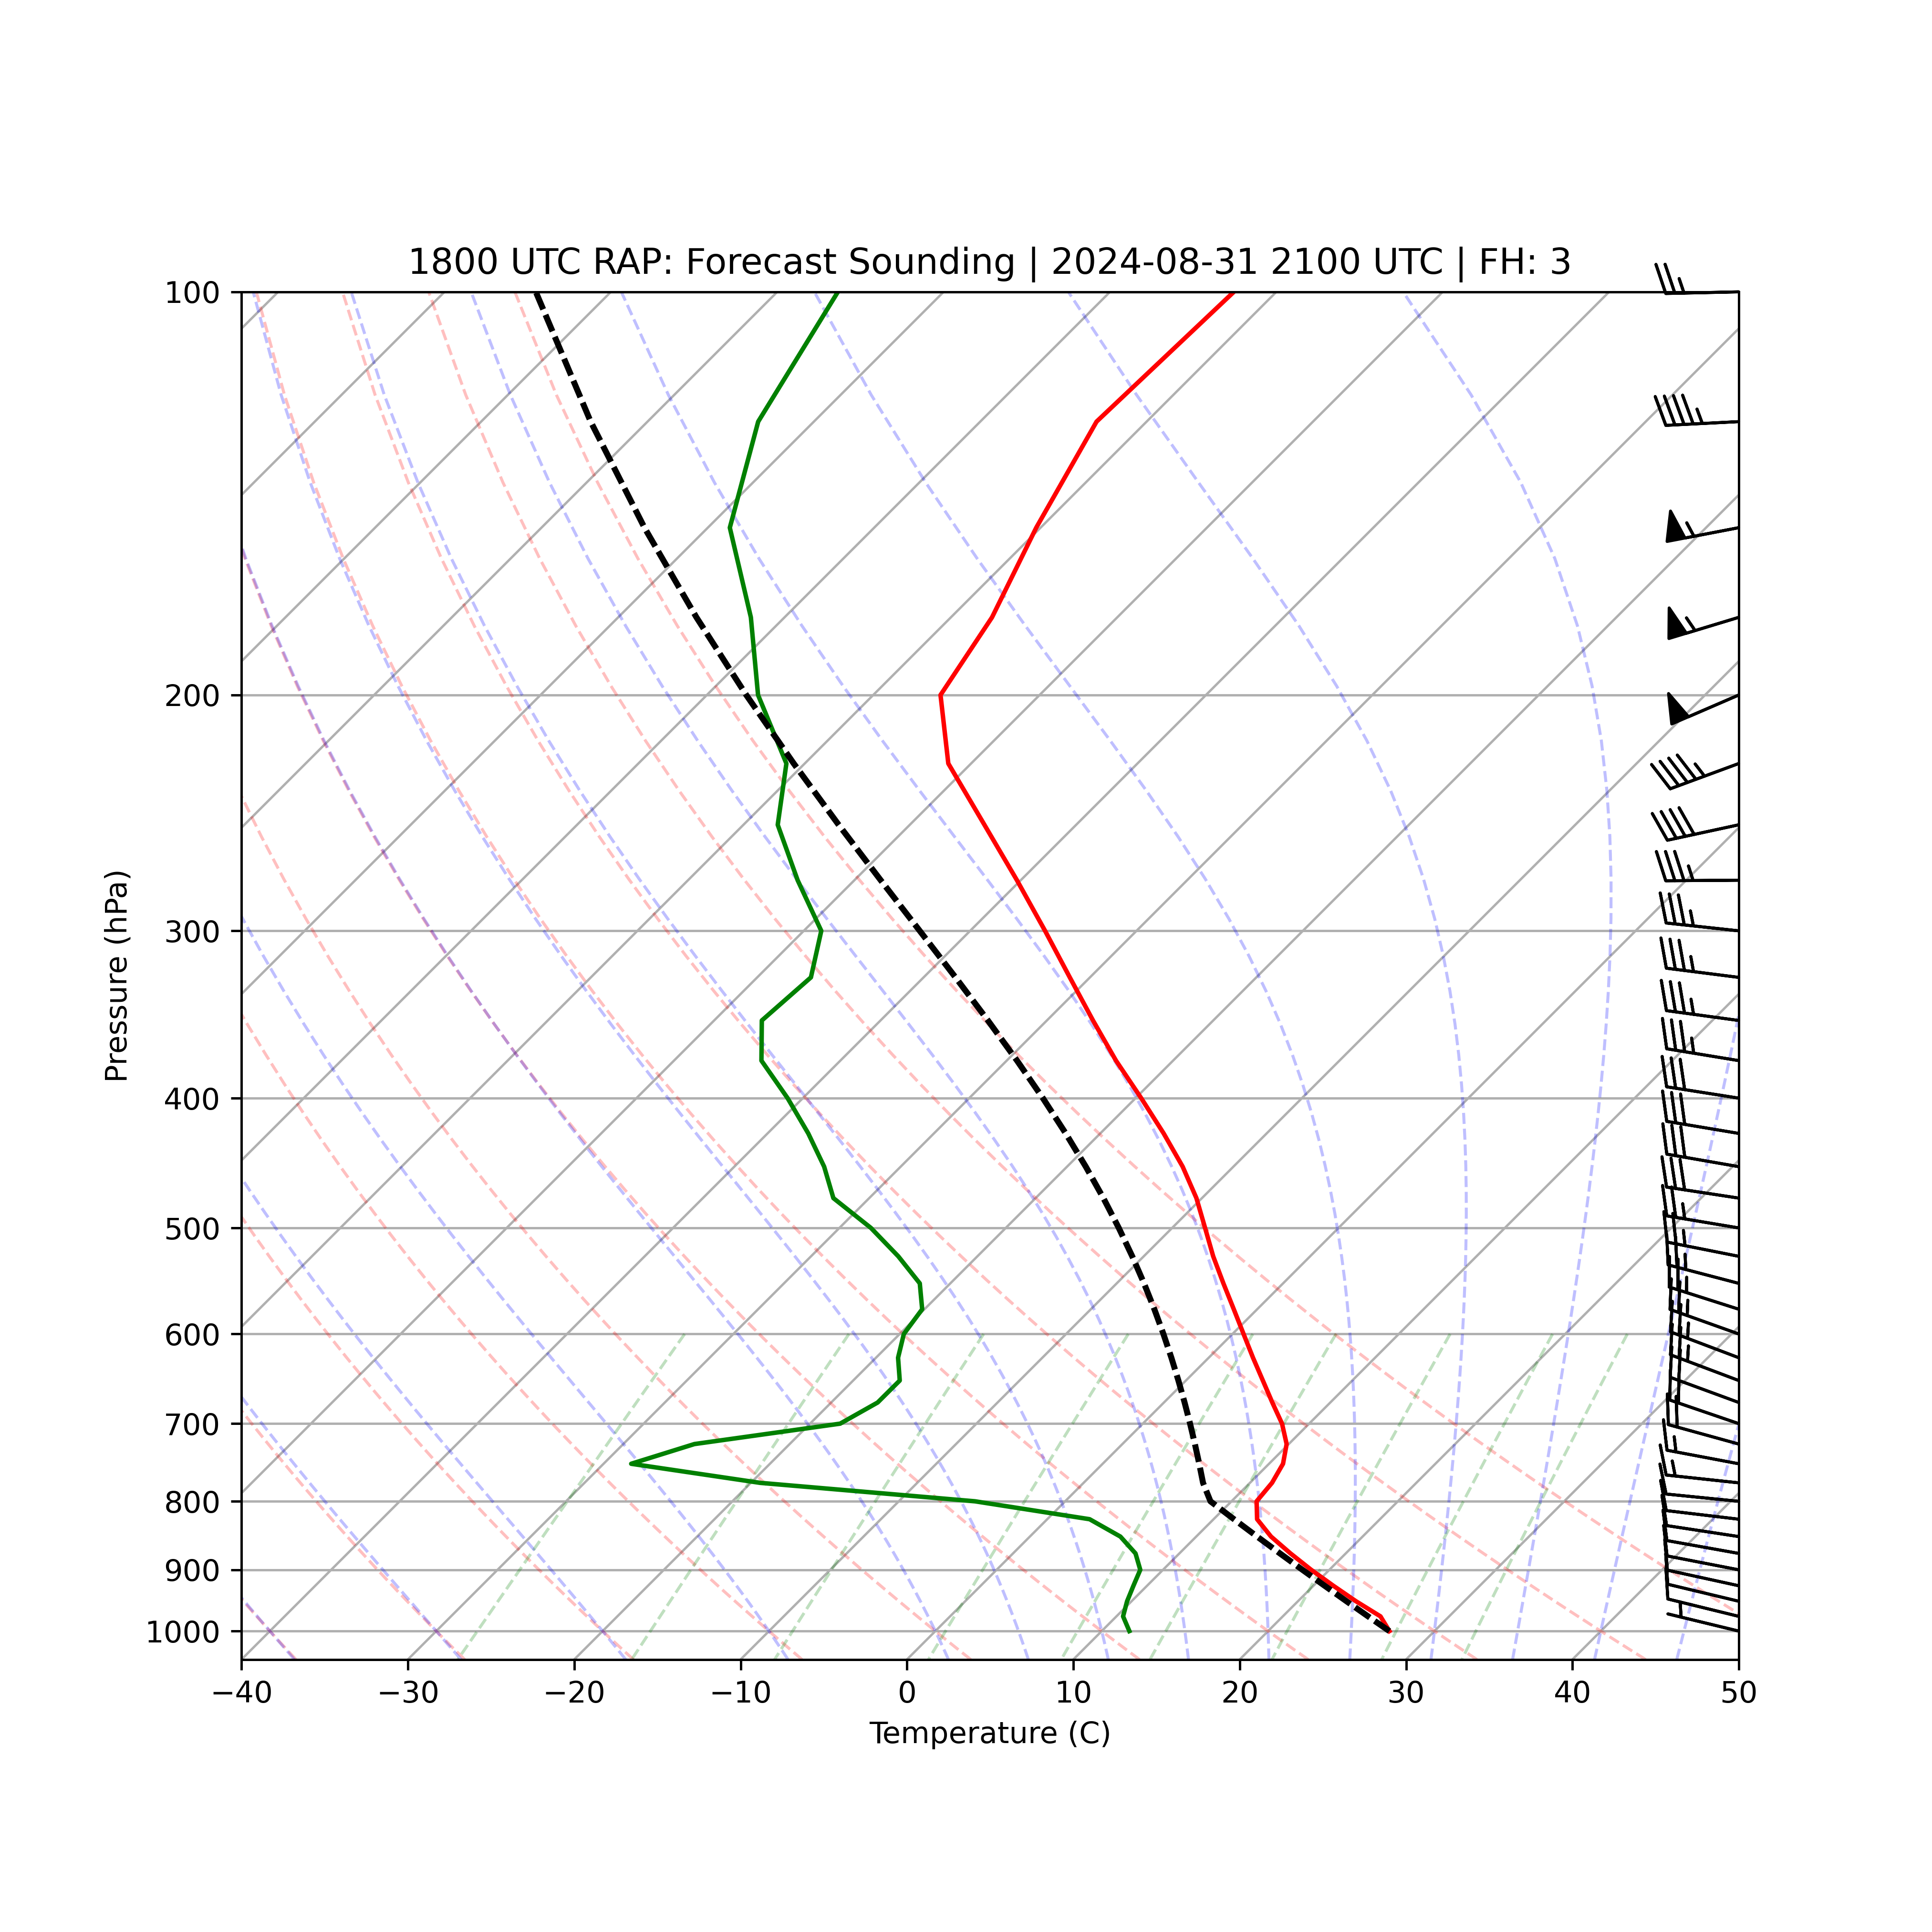 1800 UTC RAP: Forecast Sounding | 2024-08-31 2100 UTC | FH: 3
100
200
300
400
500
600
700
800
900
1000
Pressure (hPa)
−40 −30 −20 −10 0 10 20 30 40 50
Temperature (C)